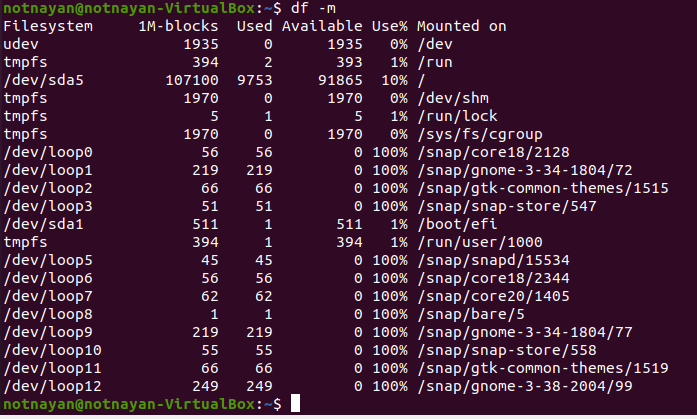 notnayan@notnayan-VirtualBox:~$ df -m
Filesystem     1M-blocks  Used Available Use% Mounted on
udev                1935     0      1935   0% /dev
tmpfs                394     2       393   1% /run
/dev/sda5         107100  9753     91865  10% /
tmpfs               1970     0      1970   0% /dev/shm
tmpfs                  5     1         5   1% /run/lock
tmpfs               1970     0      1970   0% /sys/fs/cgroup
/dev/loop0            56    56         0 100% /snap/core18/2128
/dev/loop1           219   219         0 100% /snap/gnome-3-34-1804/72
/dev/loop2            66    66         0 100% /snap/gtk-common-themes/1515
/dev/loop3            51    51         0 100% /snap/snap-store/547
/dev/sda1            511     1       511   1% /boot/efi
tmpfs                394     1       394   1% /run/user/1000
/dev/loop5            45    45         0 100% /snap/snapd/15534
/dev/loop6            56    56         0 100% /snap/core18/2344
/dev/loop7            62    62         0 100% /snap/core20/1405
/dev/loop8             1     1         0 100% /snap/bare/5
/dev/loop9           219   219         0 100% /snap/gnome-3-34-1804/77
/dev/loop10           55    55         0 100% /snap/snap-store/558
/dev/loop11           66    66         0 100% /snap/gtk-common-themes/1519
/dev/loop12          249   249         0 100% /snap/gnome-3-38-2004/99
notnayan@notnayan-VirtualBox:~$